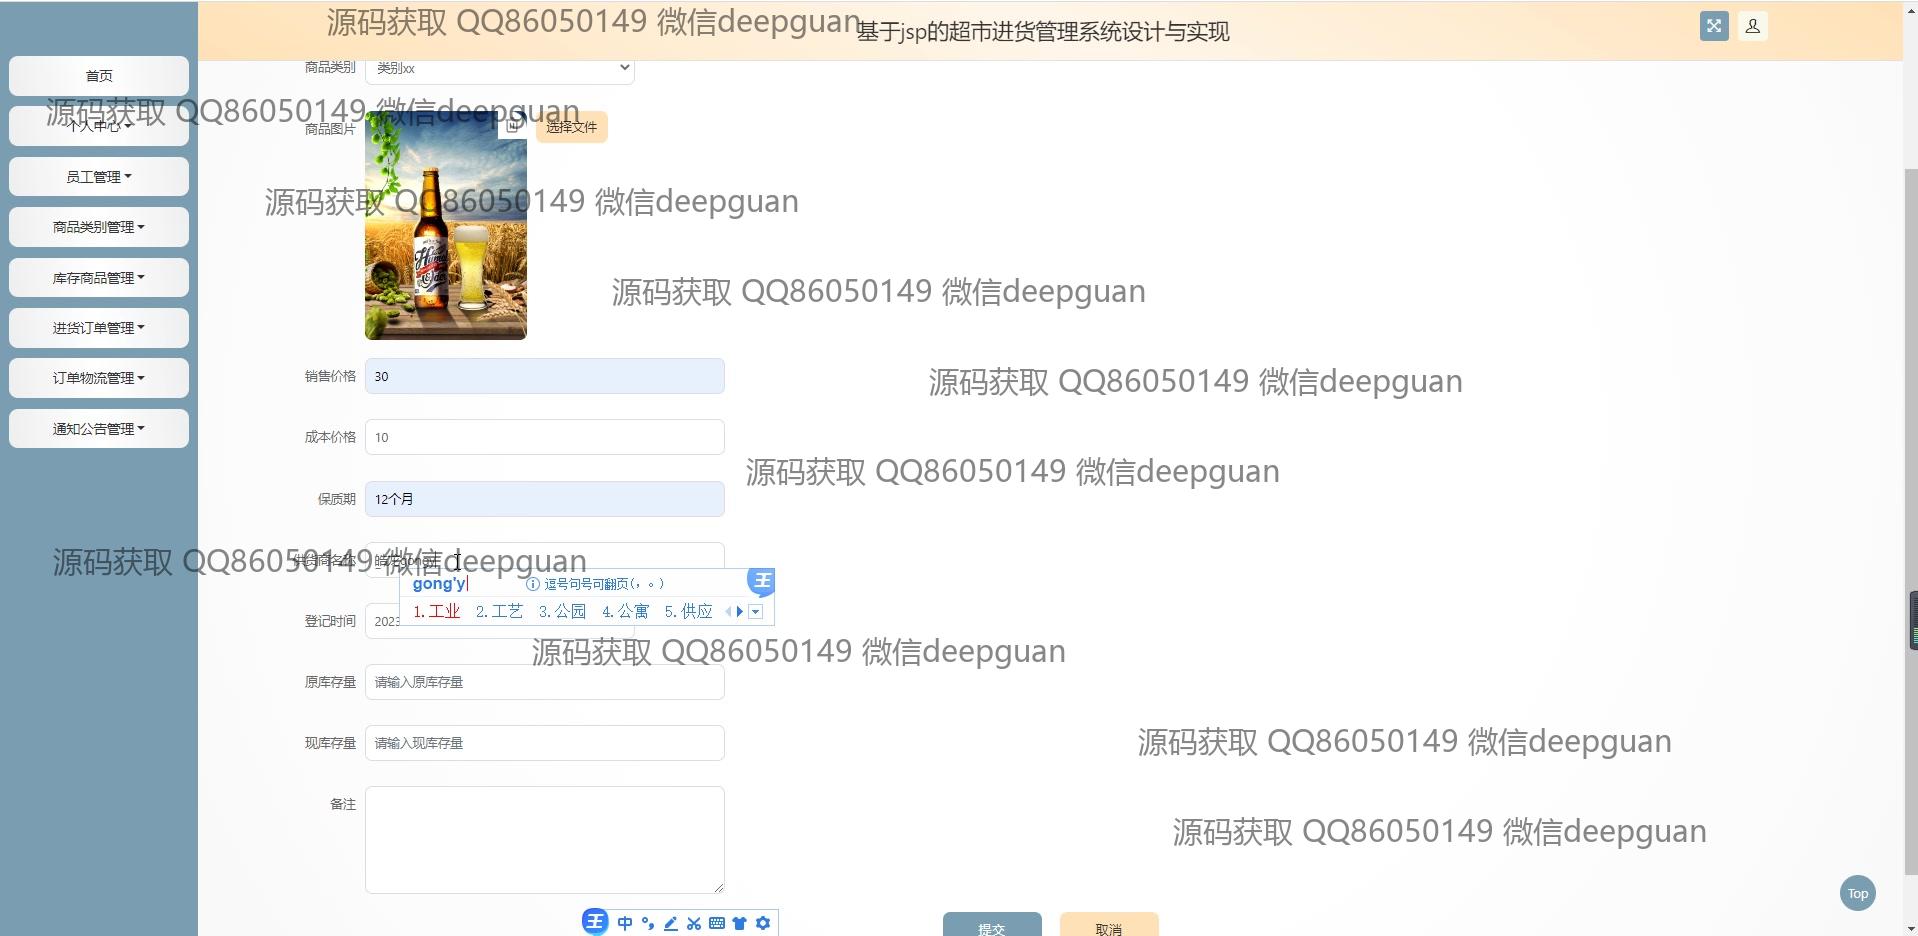 源码获取 QQ86050149 微信deepguan
基于jsp的超市进货管理系统设计与实现
首页
个人中心
员工管理
商品类别管理
库存商品管理
进货订单管理
订单物流管理
通知公告管理
商品类别
类别xx
源码获取 QQ86050149 微信deepguan
商品图片
选择文件
源码获取 QQ86050149 微信deepguan
源码获取 QQ86050149 微信deepguan
销售价格
30
源码获取 QQ86050149 微信deepguan
成本价格
10
源码获取 QQ86050149 微信deepguan
保质期
12个月
供货商名称
源码获取 QQ86050149 微信deepguan
gong'y
逗号句号可翻页(，。)
王
1.工业 2.工艺 3.公园 4.公寓 5.供应
登记时间
2023
源码获取 QQ86050149 微信deepguan
原库存量
请输入原库存量
现库存量
请输入现库存量
源码获取 QQ86050149 微信deepguan
备注
源码获取 QQ86050149 微信deepguan
Top
王 中
提交
取消